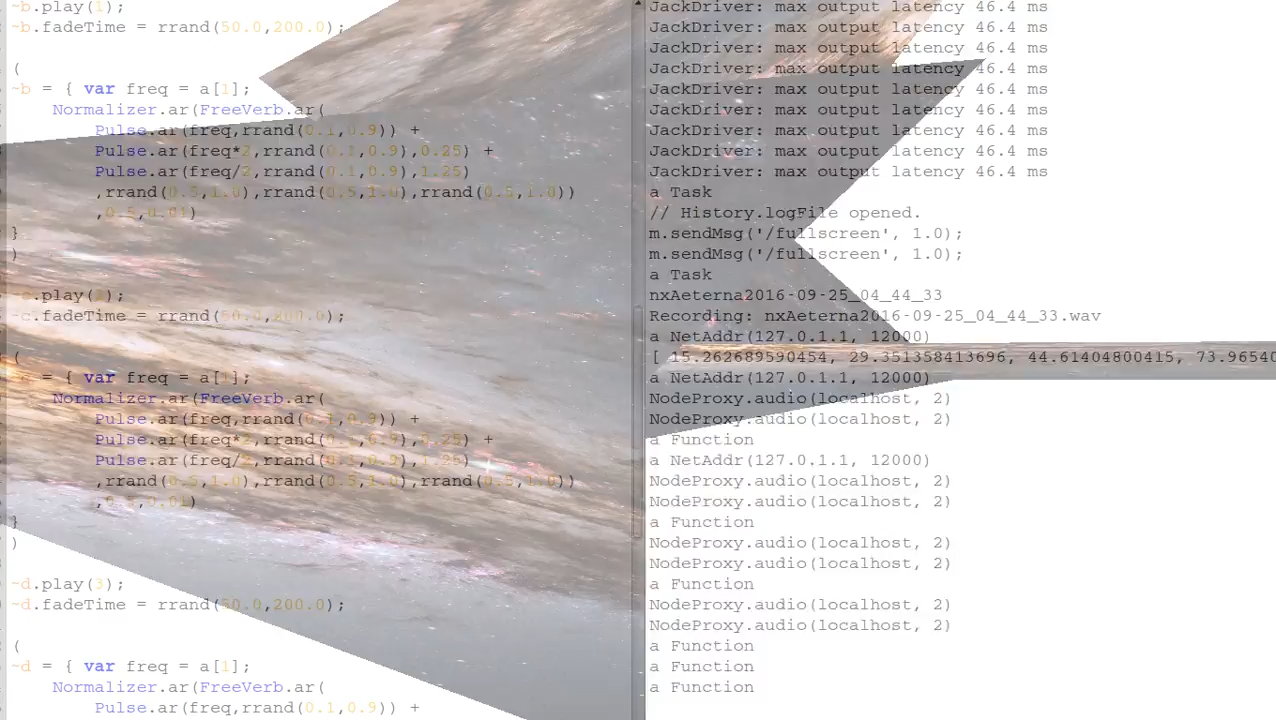 ~b.play(1);
~b.fadeTime = rrand(50.0,200.0);
(
~b = { var freq = a[1];
Normalizer.ar(FreeVerb.ar(
Pulse.ar(freq,rrand(0.1,0.9)) +
Pulse.ar(freq*2,rrand(0.1,0.9),0.25) +
Pulse.ar(freq/2,rrand(0.1,0.9),1.25)
,rrand(0.5,1.0),rrand(0.5,1.0),rrand(0.5,1.0))
,0.5,0.01)
}
)
~c.play(2);
~c.fadeTime = rrand(50.0,200.0);
(
~c = { var freq = a[1];
Normalizer.ar(FreeVerb.ar(
Pulse.ar(freq,rrand(0.1,0.9)) +
Pulse.ar(freq*2,rrand(0.1,0.9),0.25) +
Pulse.ar(freq/2,rrand(0.1,0.9),1.25)
,rrand(0.5,1.0),rrand(0.5,1.0),rrand(0.5,1.0))
,0.5,0.01)
}
)
~d.play(3);
~d.fadeTime = rrand(50.0,200.0);
(
~d = { var freq = a[1];
Normalizer.ar(FreeVerb.ar(
Pulse.ar(freq,rrand(0.1,0.9)) +
JackDriver: max output latency 46.4 ms
JackDriver: max output latency 46.4 ms
JackDriver: max output latency 46.4 ms
JackDriver: max output latency 46.4 ms
JackDriver: max output latency 46.4 ms
JackDriver: max output latency 46.4 ms
JackDriver: max output latency 46.4 ms
JackDriver: max output latency 46.4 ms
JackDriver: max output latency 46.4 ms
a Task
// History.logFile opened.
m.sendMsg('/fullscreen', 1.0);
m.sendMsg('/fullscreen', 1.0);
a Task
nxAeterna2016-09-25_04_44_33
Recording: nxAeterna2016-09-25_04_44_33.wav
a NetAddr(127.0.1.1, 12000)
[ 15.262689590454, 29.351358413696, 44.61404800415, 73.96540
a NetAddr(127.0.1.1, 12000)
NodeProxy.audio(localhost, 2)
NodeProxy.audio(localhost, 2)
a Function
a NetAddr(127.0.1.1, 12000)
NodeProxy.audio(localhost, 2)
NodeProxy.audio(localhost, 2)
a Function
NodeProxy.audio(localhost, 2)
NodeProxy.audio(localhost, 2)
a Function
NodeProxy.audio(localhost, 2)
NodeProxy.audio(localhost, 2)
a Function
a Function
a Function